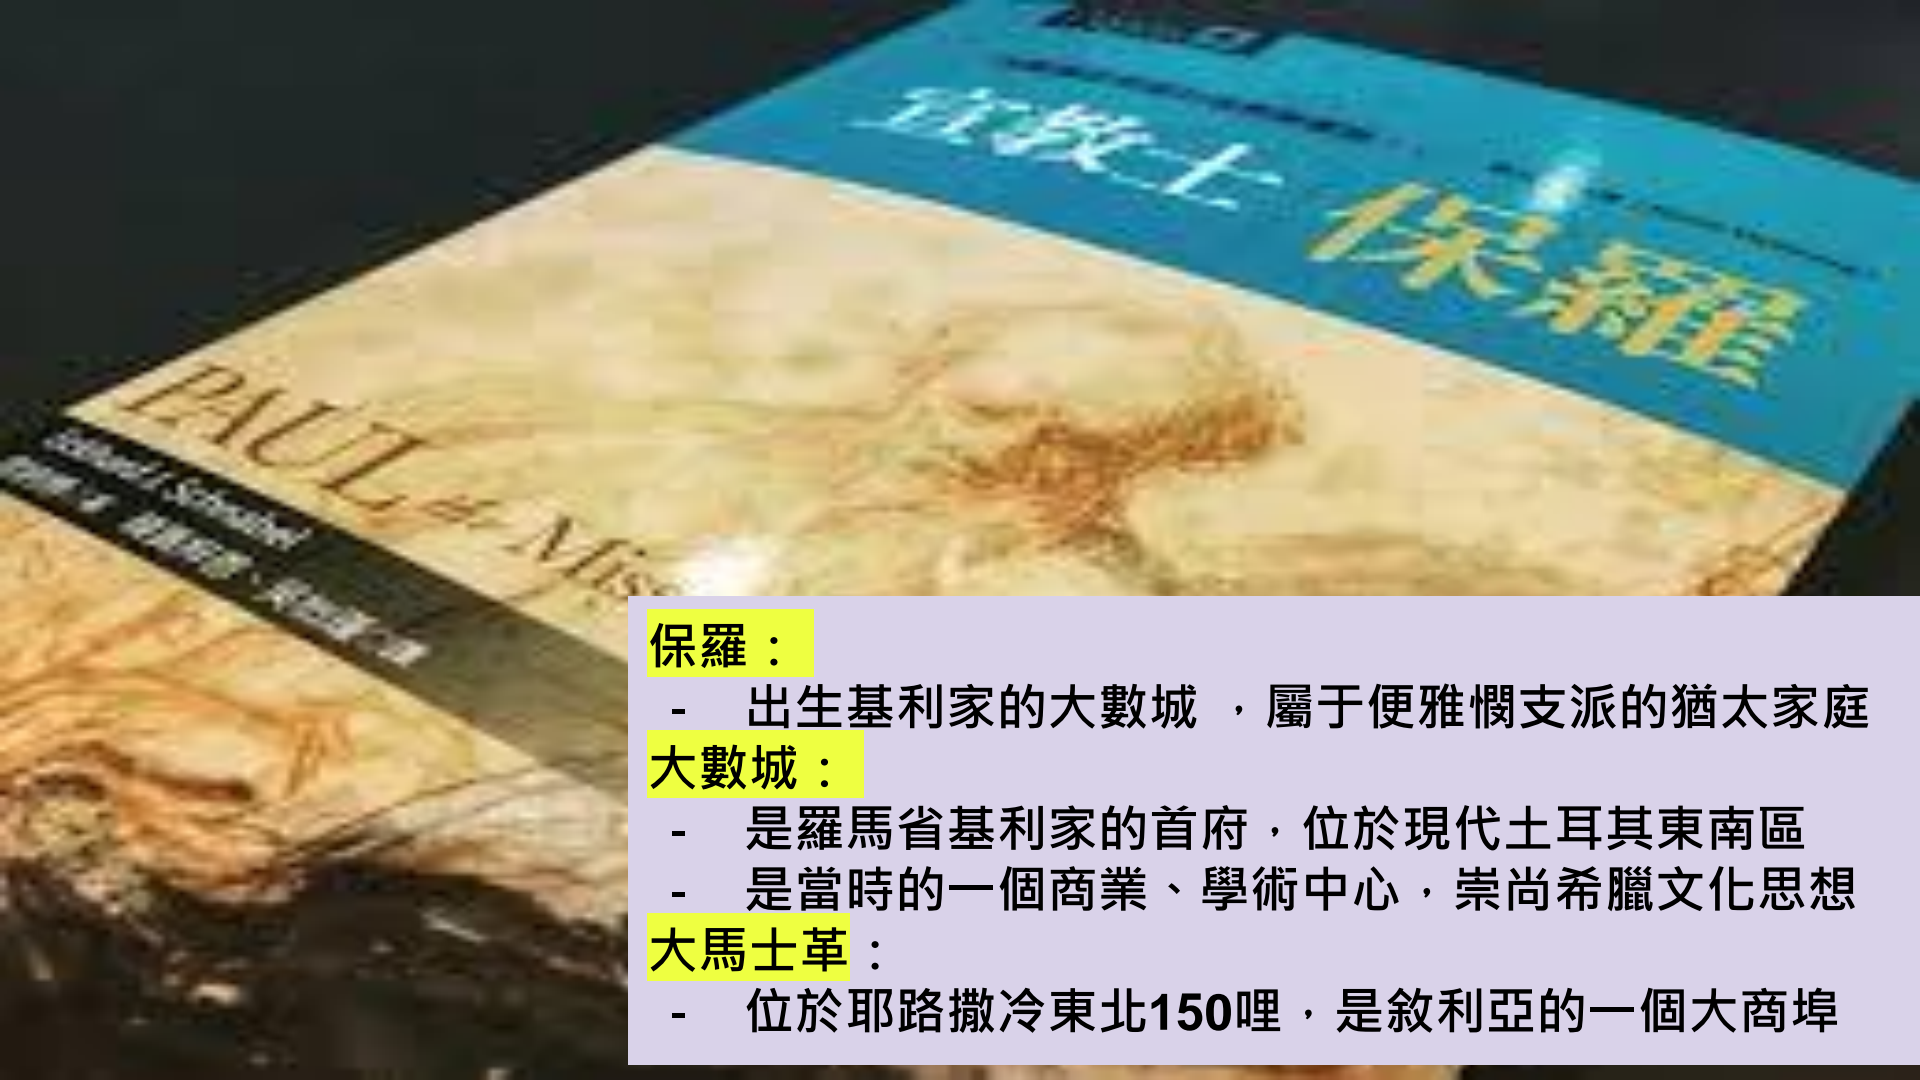 宣教士 保羅
PAUL the Miss
Eckhard J. Schnabel
保羅：
- 出生基利家的大數城 ，屬于便雅憫支派的猶太家庭
大數城：
- 是羅馬省基利家的首府，位於現代土耳其東南區
- 是當時的一個商業、學術中心，崇尚希臘文化思想
大馬士革：
- 位於耶路撒冷東北150哩，是敘利亞的一個大商埠